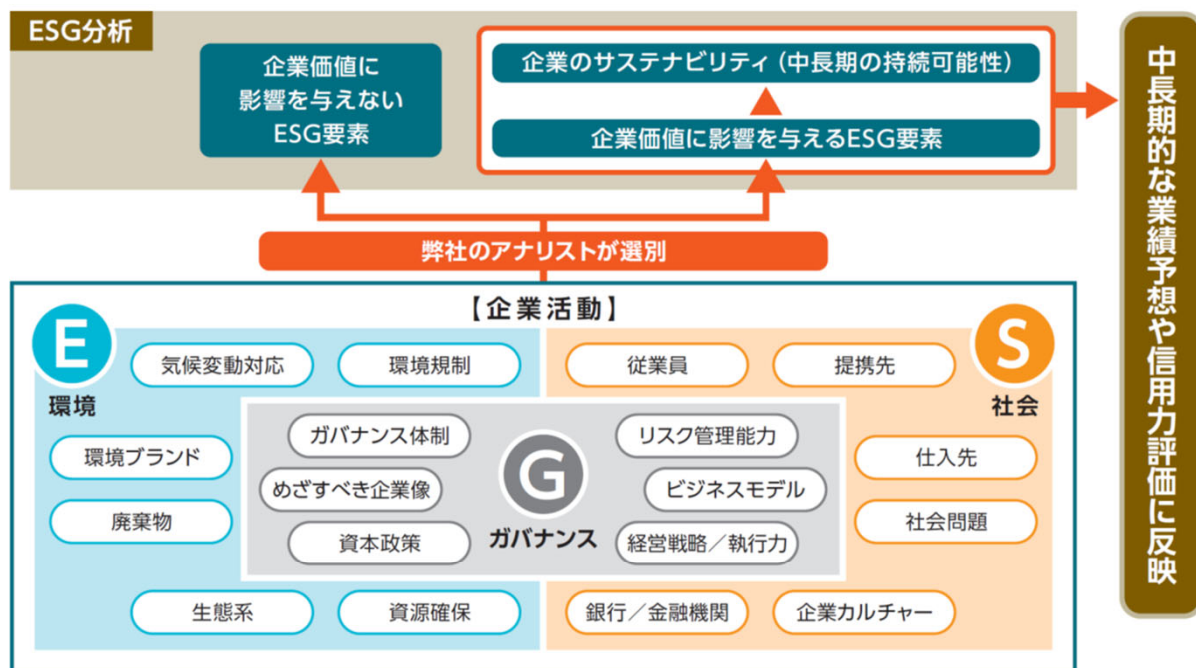 ESG分析
企業価値に
影響を与えない
ESG要素
企業のサステナビリティ（中長期の持続可能性）
企業価値に影響を与えるESG要素
中長期的な業績予想や信用力評価に反映
弊社のアナリストが選別
【企業活動】
E
環境
S
社会
気候変動対応
環境規制
従業員
提携先
環境ブランド
廃棄物
ガバナンス体制
めざすべき企業像
資本政策
G
ガバナンス
リスク管理能力
ビジネスモデル
経営戦略／執行力
仕入先
社会問題
生態系
資源確保
銀行／金融機関
企業カルチャー